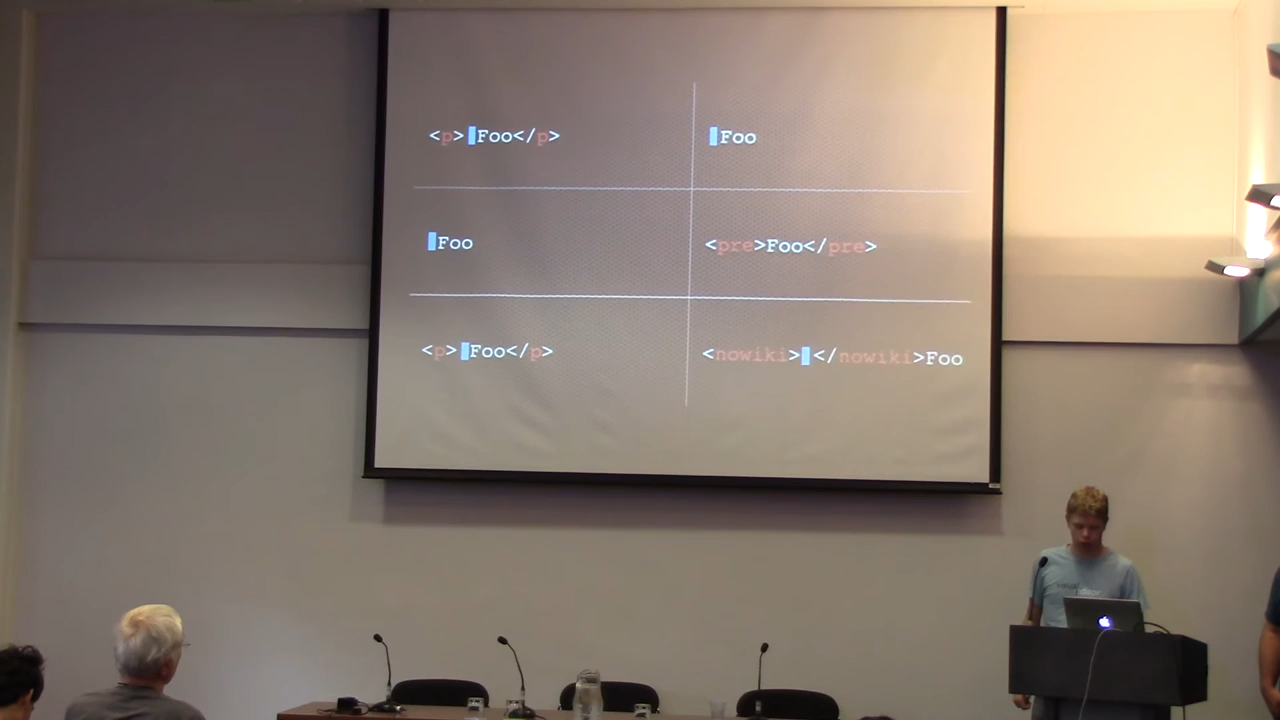 <p>█Foo</p>
█Foo
█Foo
<pre>Foo</pre>
<p>█Foo</p>
<nowiki>█</nowiki>Foo